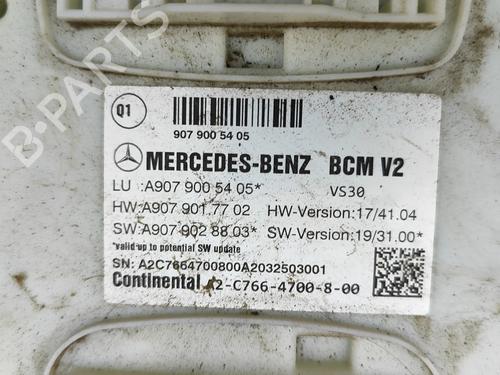 B-PARTS
Q1
907 900 54 05
MERCEDES-BENZ BCM V2
LU :A907 900 54 05* VS30
HW:A907 901 77 02 HW-Version:17/41.04
SW:A907 902 88 03* SW-Version:19/31.00*
*valid up to potential SW update
SN: A2C7664700800A2032503001
Continental A2-C766-4700-8-00